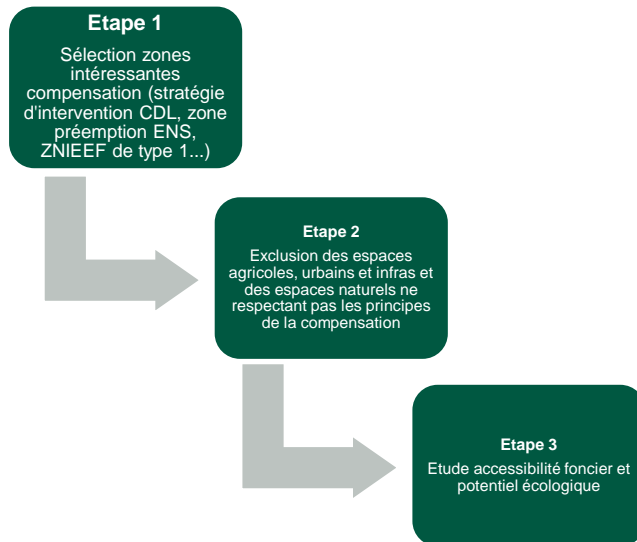 Etape 1
Sélection zones
intéressantes
compensation (stratégie
d'intervention CDL, zone
préemption ENS,
ZNIEEF de type 1...)
Etape 2
Exclusion des espaces
agricoles, urbains et infras et
des espaces naturels ne
respectant pas les principes
de la compensation
Etape 3
Etude accessibilité foncier et
potentiel écologique